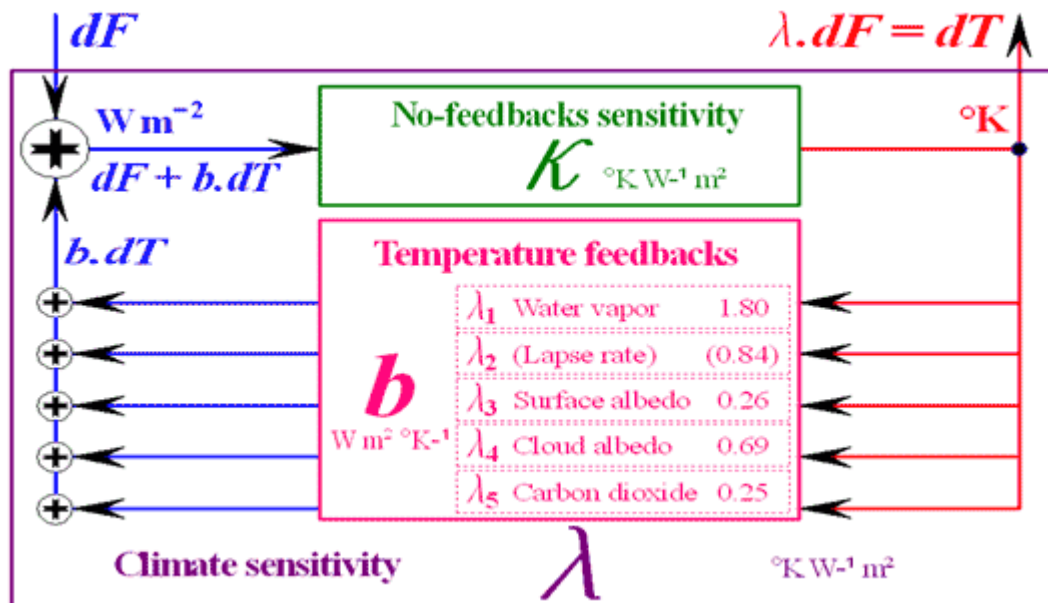 dF
λ.dF = dT
W m⁻²
dF + b.dT
No-feedbacks sensitivity
K °K W-¹ m²
°K
b.dT
Temperature feedbacks
λ1 Water vapor 1.80
λ2 (Lapse rate) (0.84)
λ3 Surface albedo 0.26
λ4 Cloud albedo 0.69
λ5 Carbon dioxide 0.25
b
W m² °K-¹
Climate sensitivity λ °K W-¹ m²